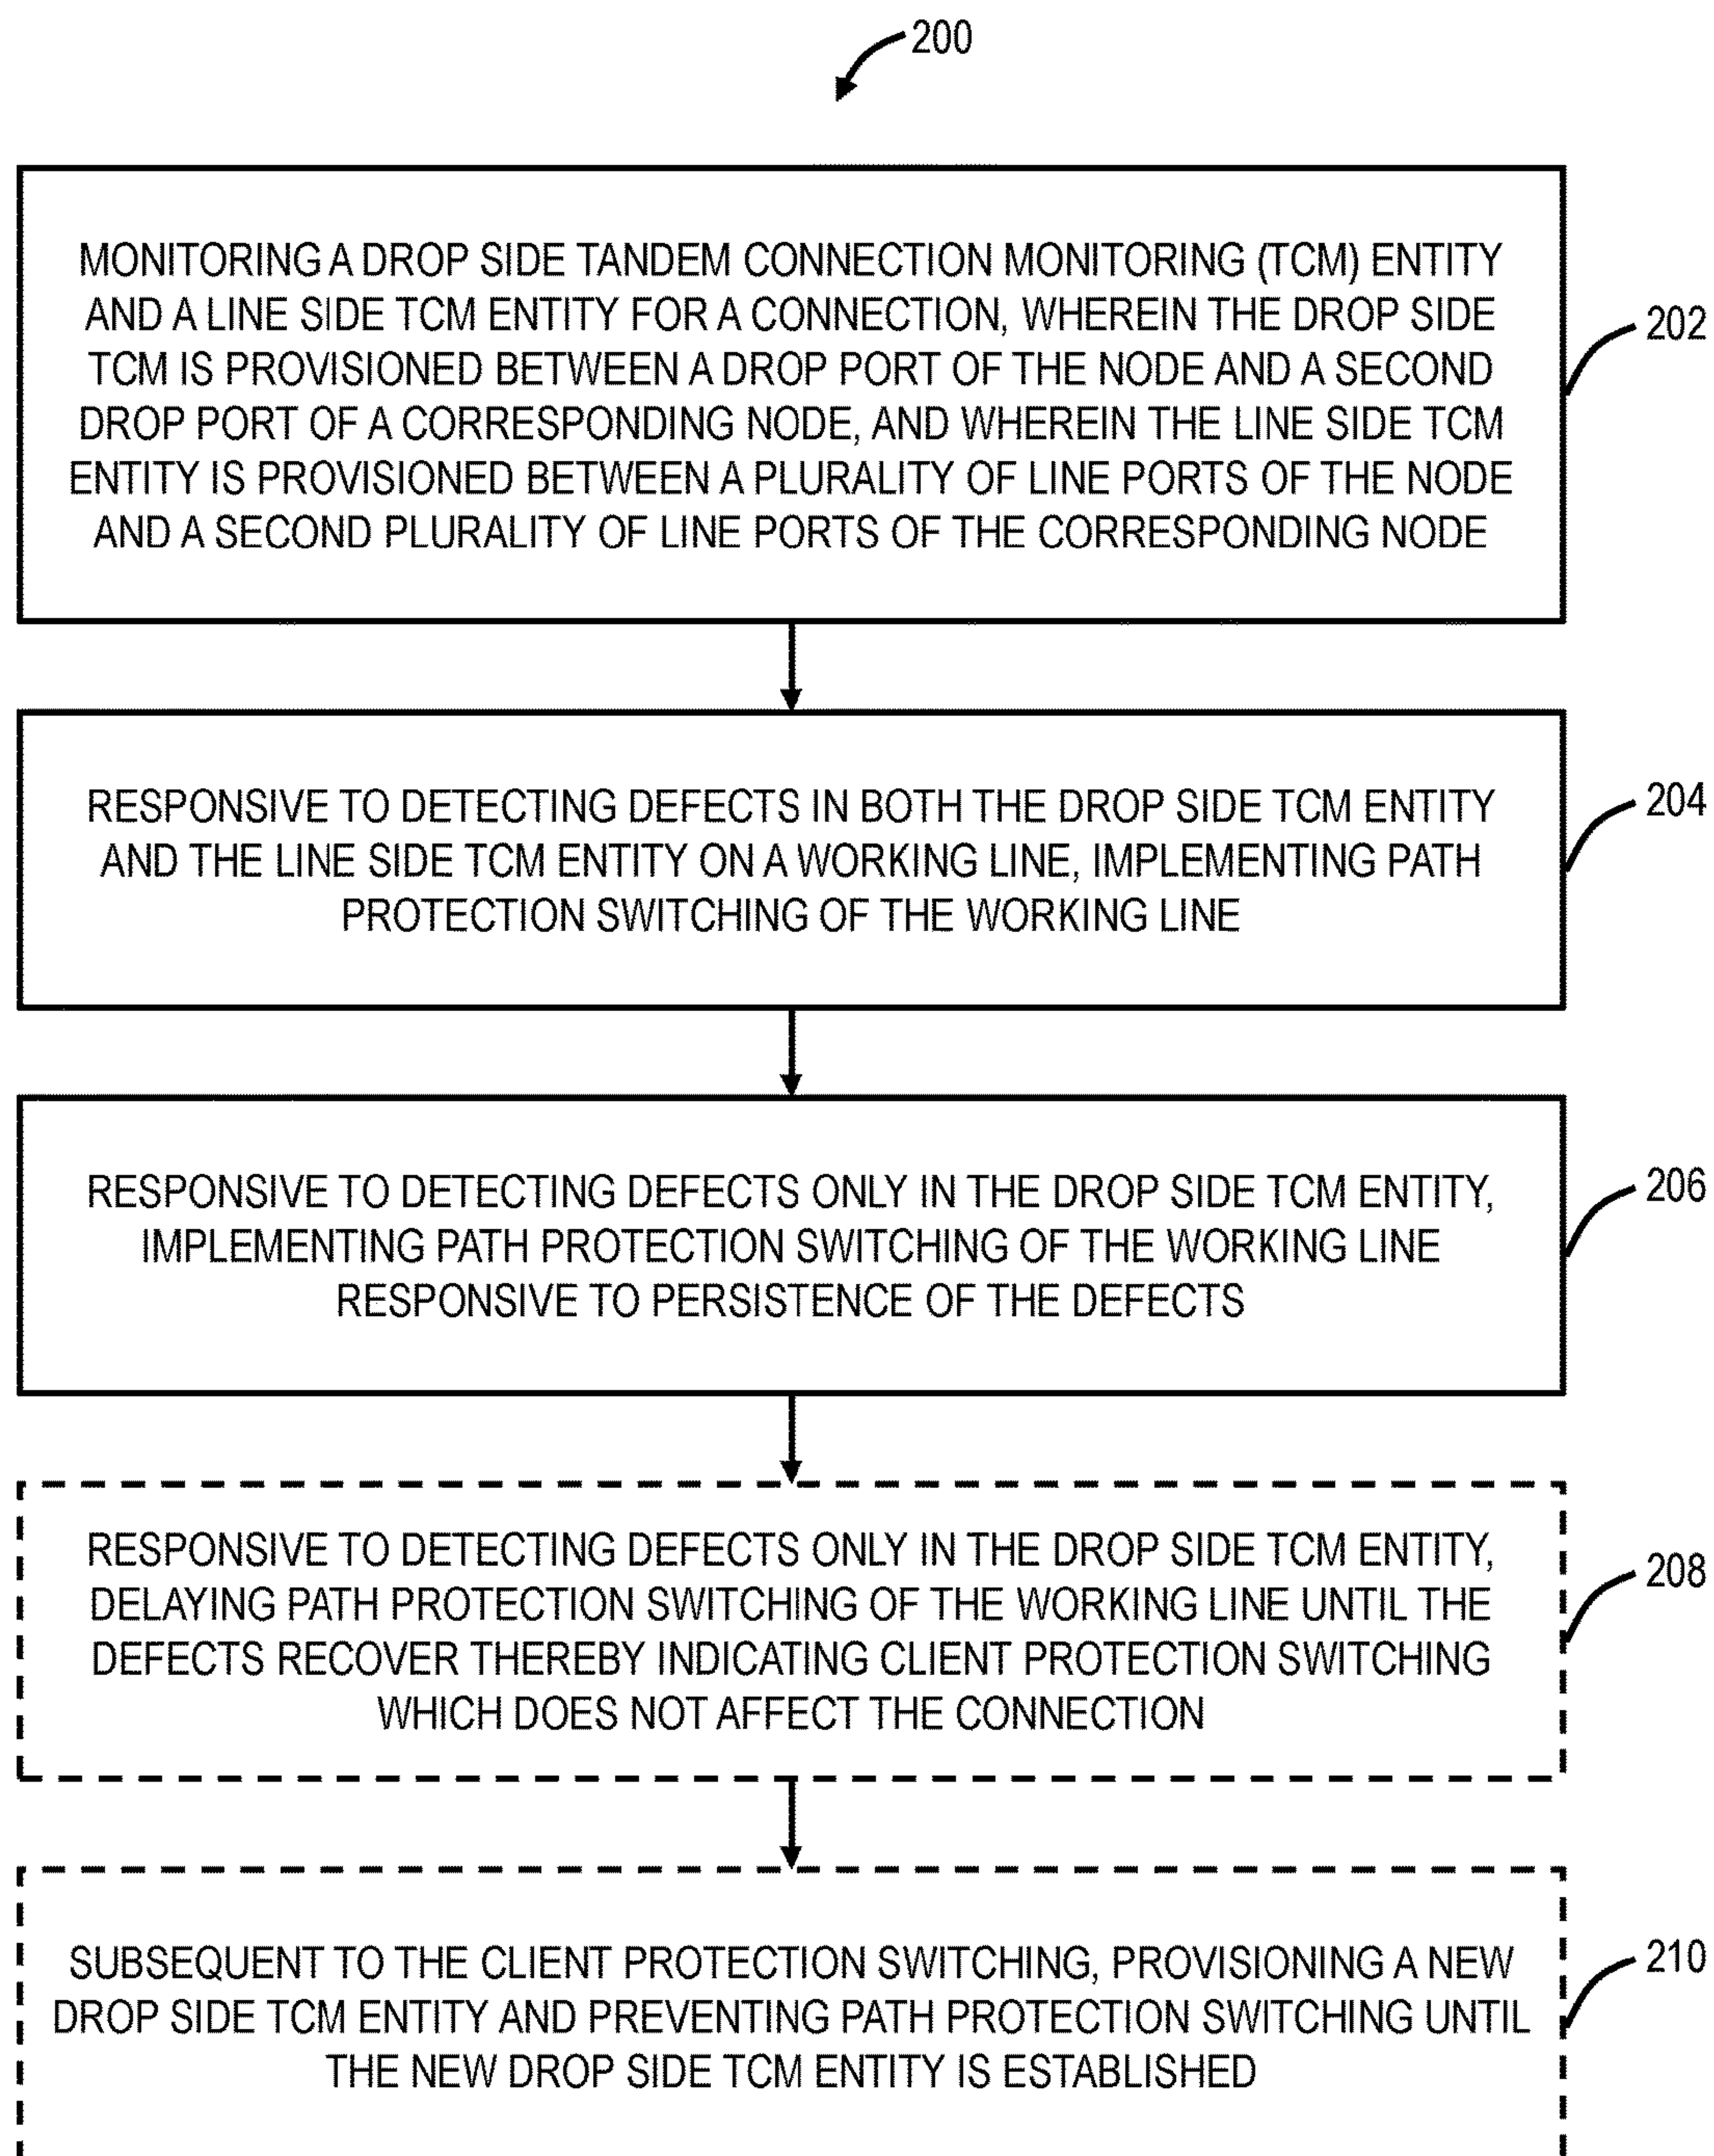 200
MONITORING A DROP SIDE TANDEM CONNECTION MONITORING (TCM) ENTITY
AND A LINE SIDE TCM ENTITY FOR A CONNECTION, WHEREIN THE DROP SIDE
TCM IS PROVISIONED BETWEEN A DROP PORT OF THE NODE AND A SECOND
DROP PORT OF A CORRESPONDING NODE, AND WHEREIN THE LINE SIDE TCM
ENTITY IS PROVISIONED BETWEEN A PLURALITY OF LINE PORTS OF THE NODE
AND A SECOND PLURALITY OF LINE PORTS OF THE CORRESPONDING NODE
202
RESPONSIVE TO DETECTING DEFECTS IN BOTH THE DROP SIDE TCM ENTITY
AND THE LINE SIDE TCM ENTITY ON A WORKING LINE, IMPLEMENTING PATH
PROTECTION SWITCHING OF THE WORKING LINE
204
RESPONSIVE TO DETECTING DEFECTS ONLY IN THE DROP SIDE TCM ENTITY,
IMPLEMENTING PATH PROTECTION SWITCHING OF THE WORKING LINE
RESPONSIVE TO PERSISTENCE OF THE DEFECTS
206
RESPONSIVE TO DETECTING DEFECTS ONLY IN THE DROP SIDE TCM ENTITY,
DELAYING PATH PROTECTION SWITCHING OF THE WORKING LINE UNTIL THE
DEFECTS RECOVER THEREBY INDICATING CLIENT PROTECTION SWITCHING
WHICH DOES NOT AFFECT THE CONNECTION
208
SUBSEQUENT TO THE CLIENT PROTECTION SWITCHING, PROVISIONING A NEW
DROP SIDE TCM ENTITY AND PREVENTING PATH PROTECTION SWITCHING UNTIL
THE NEW DROP SIDE TCM ENTITY IS ESTABLISHED
210